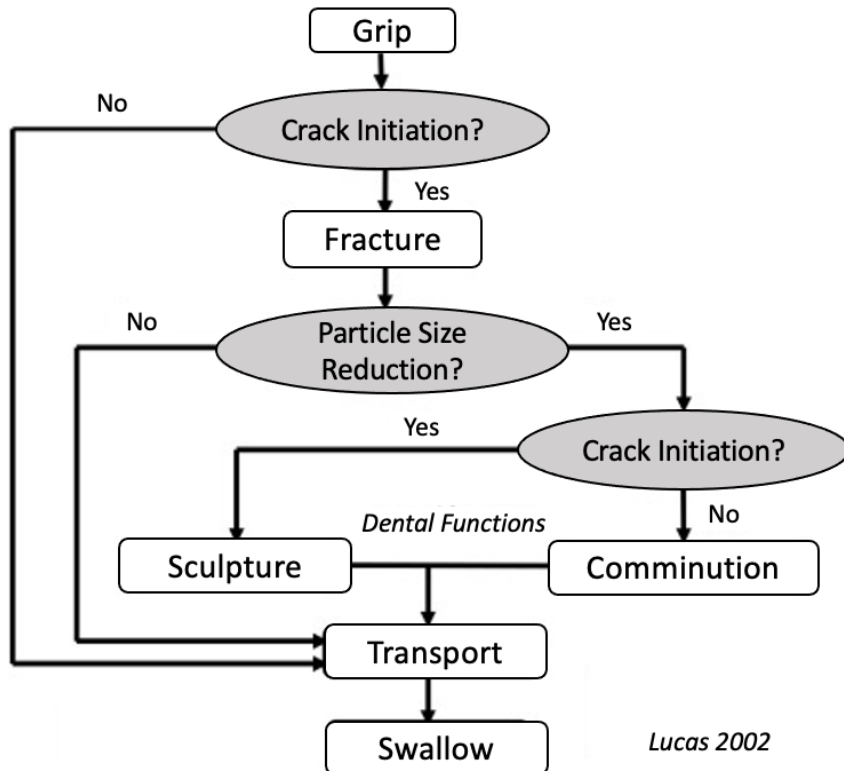 Grip
No
Crack Initiation?
Yes
Fracture
No
Particle Size
Reduction?
Yes
Yes
Crack Initiation?
No
Dental Functions
Sculpture
Comminution
Transport
Swallow
Lucas 2002